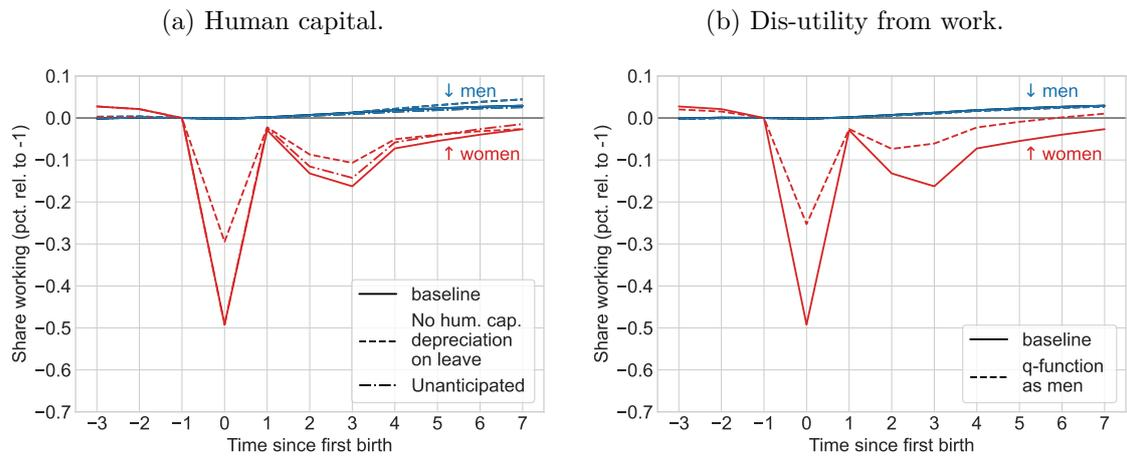 (a) Human capital.
0.1
0.0
−0.1
−0.2
−0.3
−0.4
−0.5
−0.6
−0.7
Share working (pct. rel. to -1)
↓ men
↑ women
baseline
No hum. cap.
depreciation
on leave
Unanticipated
−3 −2 −1 0 1 2 3 4 5 6 7
Time since first birth
(b) Dis-utility from work.
0.1
0.0
−0.1
−0.2
−0.3
−0.4
−0.5
−0.6
−0.7
Share working (pct. rel. to -1)
↓ men
↑ women
baseline
q-function
as men
−3 −2 −1 0 1 2 3 4 5 6 7
Time since first birth